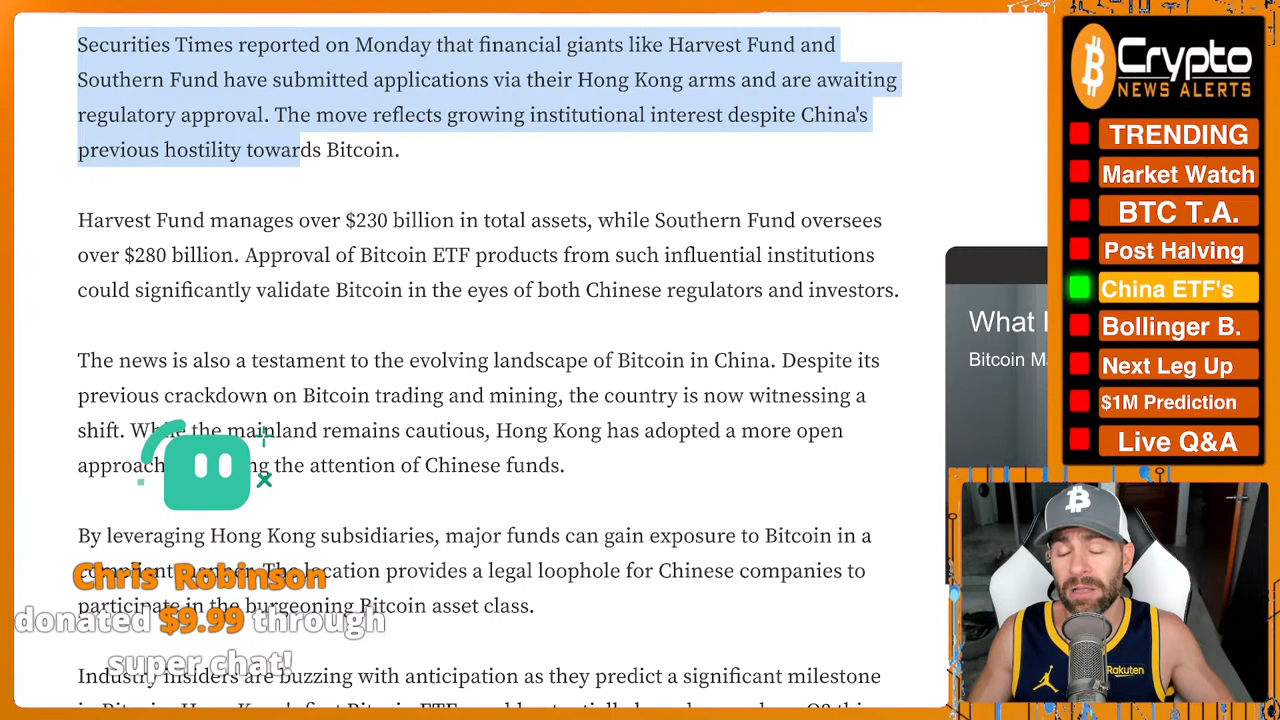 Securities Times reported on Monday that financial giants like Harvest Fund and
Southern Fund have submitted applications via their Hong Kong arms and are awaiting
regulatory approval. The move reflects growing institutional interest despite China's
previous hostility towards Bitcoin.
Harvest Fund manages over $230 billion in total assets, while Southern Fund oversees
over $280 billion. Approval of Bitcoin ETF products from such influential institutions
could significantly validate Bitcoin in the eyes of both Chinese regulators and investors.
The news is also a testament to the evolving landscape of Bitcoin in China. Despite its
previous crackdown on Bitcoin trading and mining, the country is now witnessing a
shift. While the mainland remains cautious, Hong Kong has adopted a more open
approach the attention of Chinese funds.
By leveraging Hong Kong subsidiaries, major funds can gain exposure to Bitcoin in a
The location provides a legal loophole for Chinese companies to
participate in the burgeoning Bitcoin asset class.
Industry insiders are buzzing with anticipation as they predict a significant milestone
Chris Robinson
donated $9.99 through
super chat!
What
Bitcoin Ma
Crypto
NEWS ALERTS
TRENDING
Market Watch
BTC T.A.
Post Halving
China ETF's
Bollinger B.
Next Leg Up
$1M Prediction
Live Q&A
Rakuten